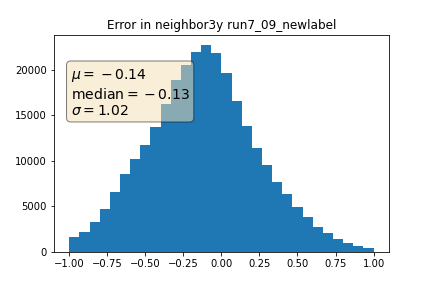 Error in neighbor3y run7_09_newlabel
μ = −0.14
median = −0.13
σ = 1.02
20000
15000
10000
5000
0
−1.00 −0.75 −0.50 −0.25 0.00 0.25 0.50 0.75 1.00